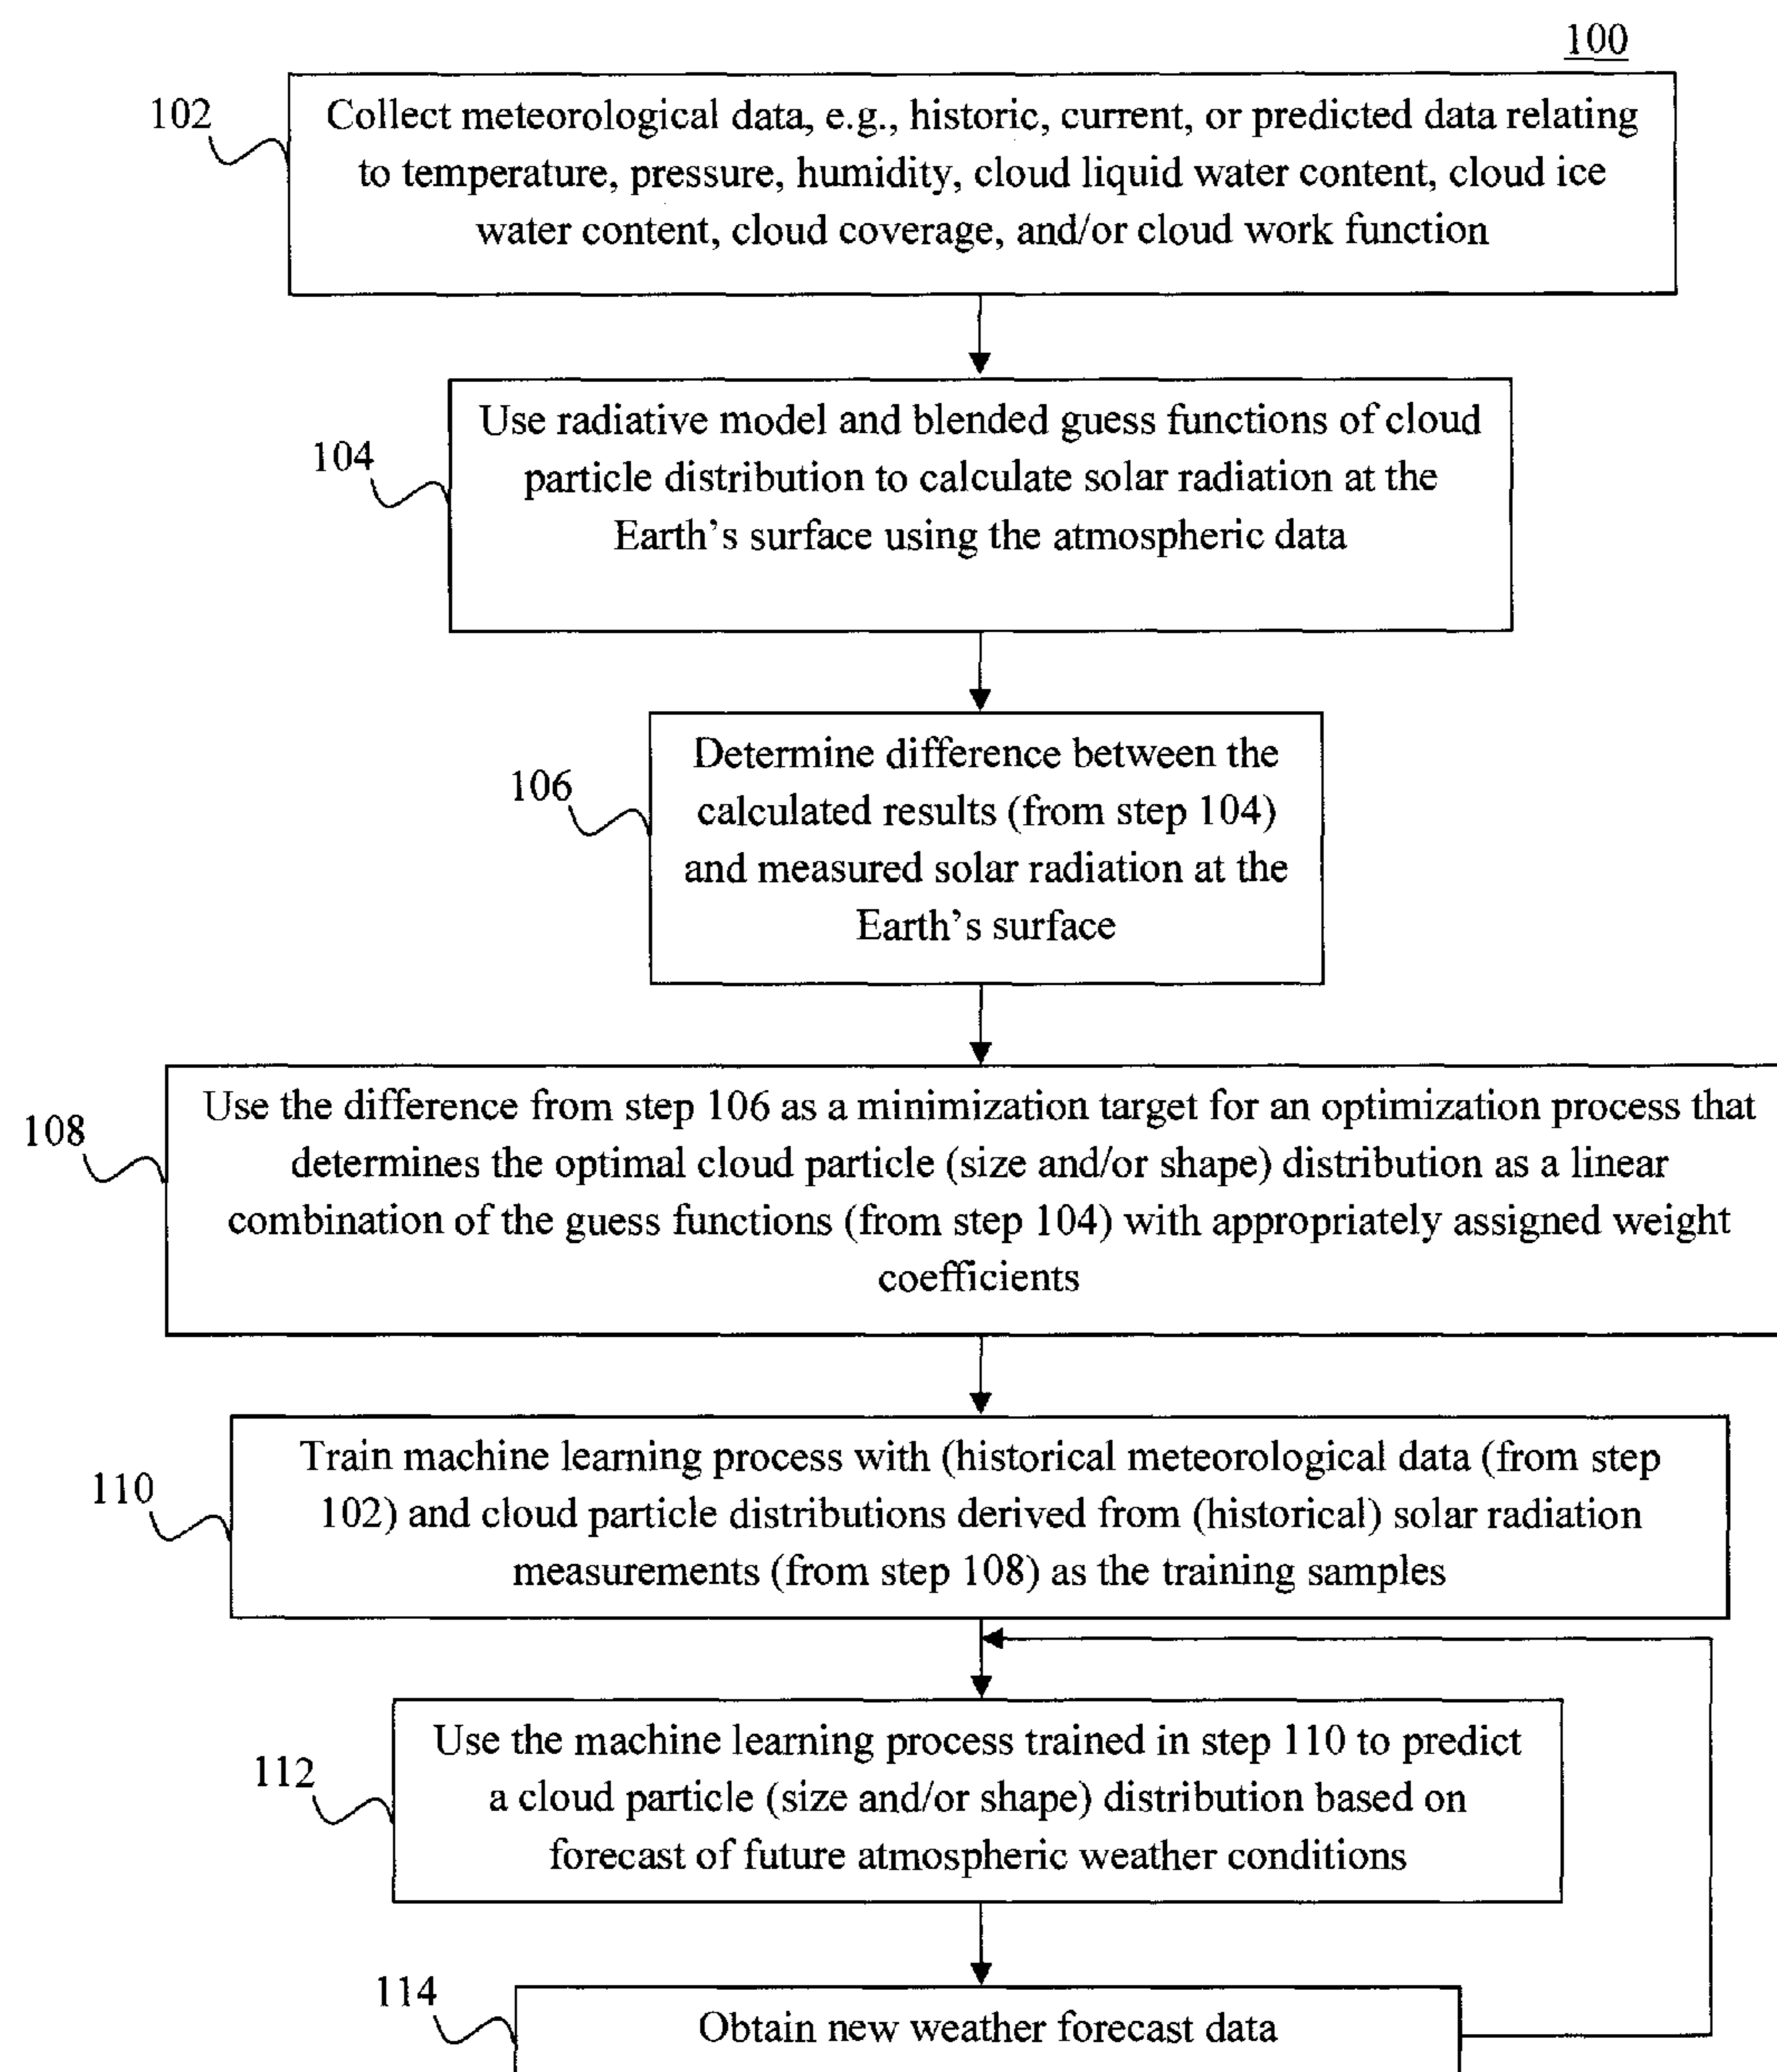 100
102
Collect meteorological data, e.g., historic, current, or predicted data relating
to temperature, pressure, humidity, cloud liquid water content, cloud ice
water content, cloud coverage, and/or cloud work function
104
Use radiative model and blended guess functions of cloud
particle distribution to calculate solar radiation at the
Earth's surface using the atmospheric data
106
Determine difference between the
calculated results (from step 104)
and measured solar radiation at the
Earth's surface
108
Use the difference from step 106 as a minimization target for an optimization process that
determines the optimal cloud particle (size and/or shape) distribution as a linear
combination of the guess functions (from step 104) with appropriately assigned weight
coefficients
110
Train machine learning process with (historical meteorological data (from step
102) and cloud particle distributions derived from (historical) solar radiation
measurements (from step 108) as the training samples
112
Use the machine learning process trained in step 110 to predict
a cloud particle (size and/or shape) distribution based on
forecast of future atmospheric weather conditions
114
Obtain new weather forecast data